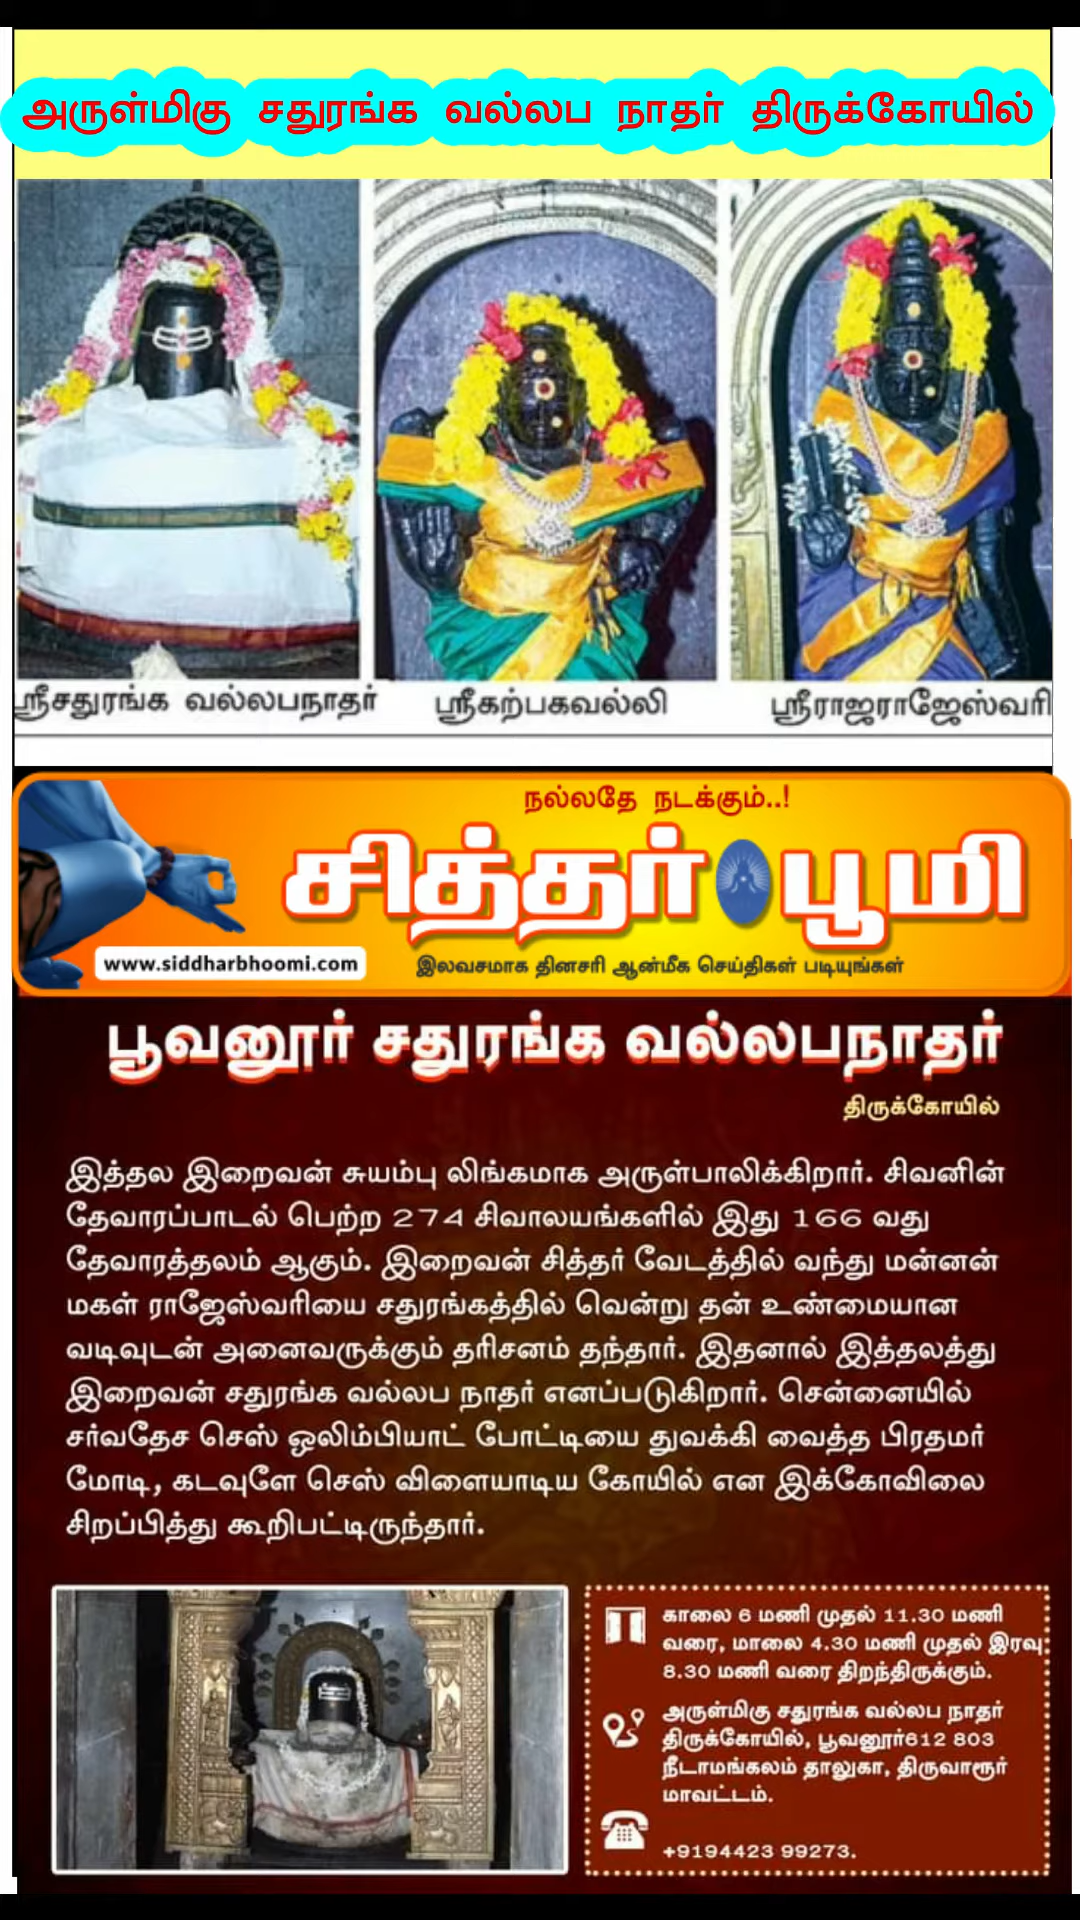 அருள்மிகு சதுரங்க வல்லப நாதர் திருக்கோயில்
ஸ்ரீசதுரங்க வல்லபநாதர்
ஸ்ரீகற்பகவல்லி
ஸ்ரீராஜராஜேஸ்வரி
நல்லதே நடக்கும்..!
சித்தர் பூமி
www.siddharbhoomi.com
இலவசமாக தினசரி ஆன்மீக செய்திகள் படியுங்கள்
பூவனூர் சதுரங்க வல்லபநாதர்
திருக்கோயில்
இத்தல இறைவன் சுயம்பு லிங்கமாக அருள்பாலிக்கிறார். சிவனின்
தேவாரப்பாடல் பெற்ற 274 சிவாலயங்களில் இது 166 வது
தேவாரத்தலம் ஆகும். இறைவன் சித்தர் வேடத்தில் வந்து மன்னன்
மகள் ராஜேஸ்வரியை சதுரங்கத்தில் வென்று தன் உண்மையான
வடிவுடன் அனைவருக்கும் தரிசனம் தந்தார். இதனால் இத்தலத்து
இறைவன் சதுரங்க வல்லப நாதர் எனப்படுகிறார். சென்னையில்
சர்வதேச செஸ் ஒலிம்பியாட் போட்டியை துவக்கி வைத்த பிரதமர்
மோடி, கடவுளே செஸ் விளையாடிய கோயில் என இக்கோவிலை
சிறப்பித்து கூறிபட்டிருந்தார்.
காலை 6 மணி முதல் 11.30 மணி
வரை, மாலை 4.30 மணி முதல் இரவு
8.30 மணி வரை திறந்திருக்கும்.
அருள்மிகு சதுரங்க வல்லப நாதர்
திருக்கோயில், பூவனூர்612 803
நீடாமங்கலம் தாலுகா, திருவாரூர்
மாவட்டம்.
+9194423 99273.